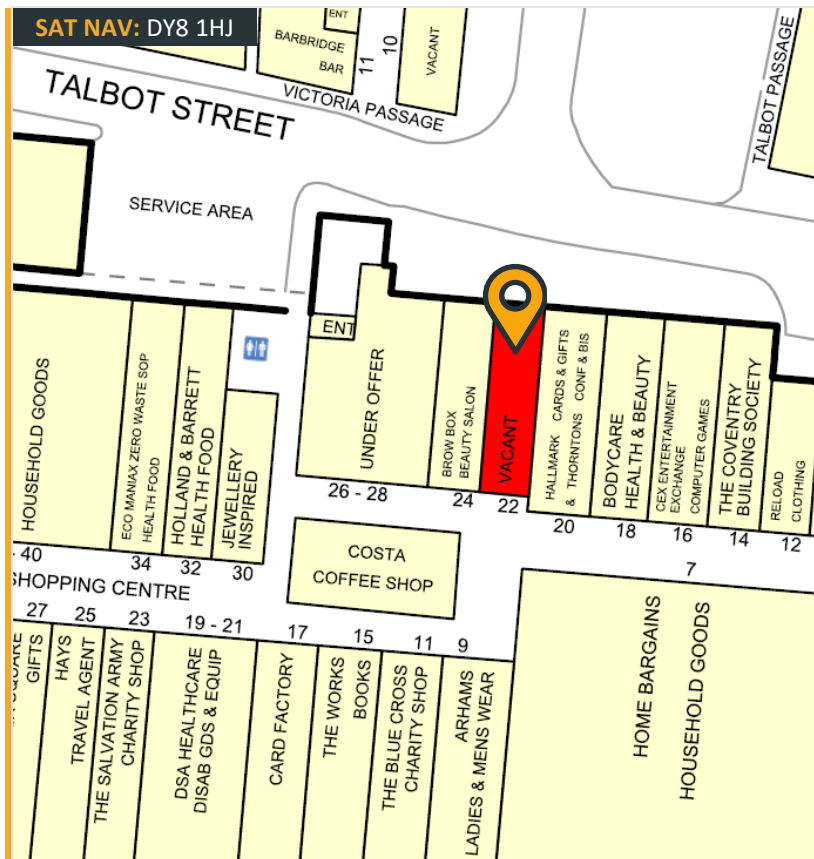 SAT NAV: DY8 1HJ
ENT
BARBRIDGE
BAR
11
10
VACANT
VICTORIA PASSAGE
TALBOT PASSAGE
TALBOT STREET
SERVICE AREA
HOUSEHOLD GOODS
- 40
ECO MANIAX ZERO WASTE SOP
HEALTH FOOD
34
HOLLAND & BARRETT
HEALTH FOOD
32
JEWELLERY
INSPIRED
30
ENT
UNDER OFFER
26 - 28
BROW BOX
BEAUTY SALON
24
VACANT
22
HALLMARK CARDS & GIFTS
& THORNTONS CONF & BIS
20
BODYCARE
HEALTH & BEAUTY
18
CEX ENTERTAINMENT
EXCHANGE
COMPUTER GAMES
16
THE COVENTRY
BUILDING SOCIETY
14
RELOAD
CLOTHING
12
COSTA
COFFEE SHOP
SHOPPING CENTRE
27
SQUARE
GIFTS
25
HAYS
TRAVEL AGENT
23
THE SALVATION ARMY
CHARITY SHOP
19 - 21
DSA HEALTHCARE
DISAB GDS & EQUIP
17
CARD FACTORY
15
THE WORKS
BOOKS
11
THE BLUE CROSS
CHARITY SHOP
9
ARHAMS
LADIES & MENS WEAR
7
HOME BARGAINS
HOUSEHOLD GOODS